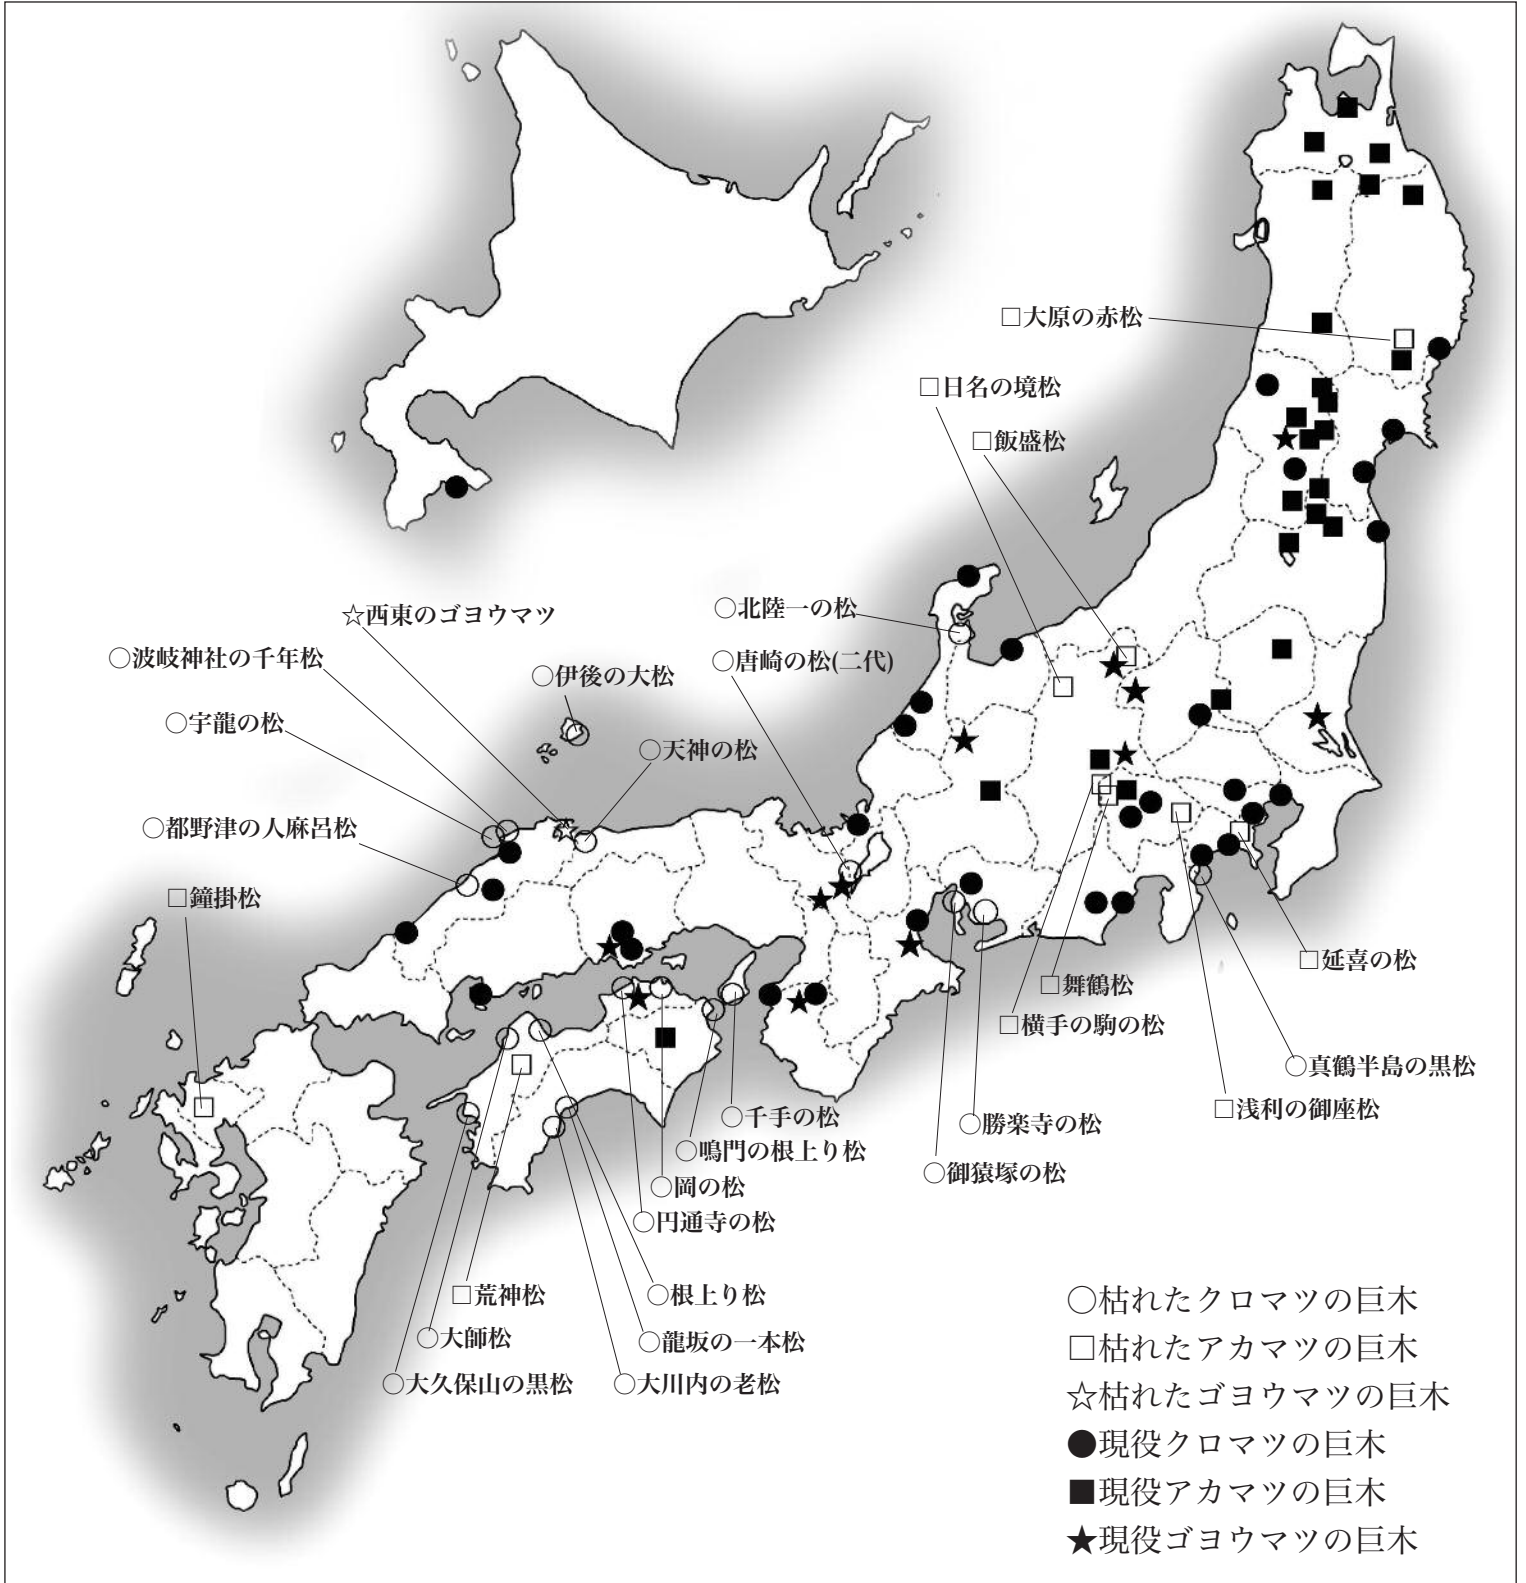 □大原の赤松
□日名の境松
□飯盛松
○北陸一の松
☆西東のゴヨウマツ
○波岐神社の千年松
○唐崎の松(二代)
○伊後の大松
○宇龍の松
○天神の松
○都野津の人麻呂松
□鐘掛松
□延喜の松
□舞鶴松
□横手の駒の松
○真鶴半島の黒松
□浅利の御座松
○千手の松
○勝楽寺の松
○鳴門の根上り松
○御猿塚の松
○岡の松
○円通寺の松
□荒神松
○根上り松
○大師松
○龍坂の一本松
○大久保山の黒松
○大川内の老松
○枯れたクロマツの巨木
□枯れたアカマツの巨木
☆枯れたゴヨウマツの巨木
●現役クロマツの巨木
■現役アカマツの巨木
★現役ゴヨウマツの巨木